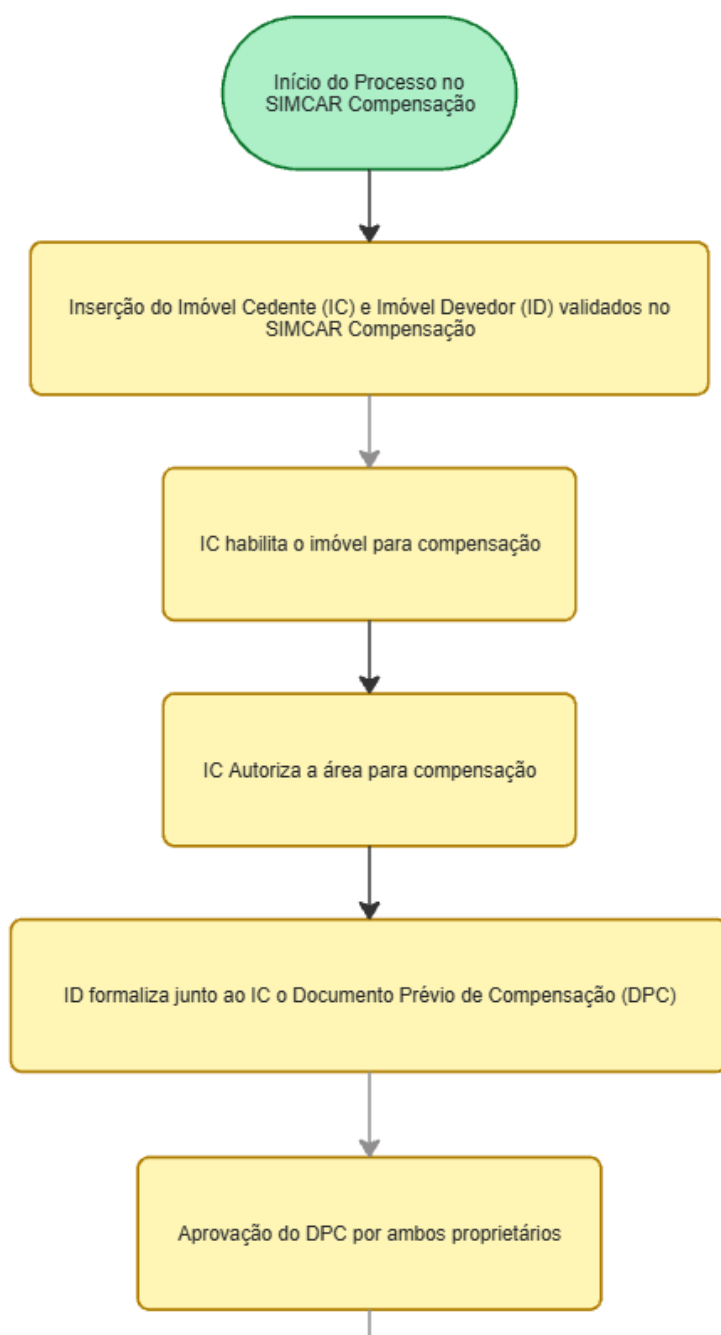 Início do Processo no
SIMCAR Compensação
Inserção do Imóvel Cedente (IC) e Imóvel Devedor (ID) validados no
SIMCAR Compensação
IC habilita o imóvel para compensação
IC Autoriza a área para compensação
ID formaliza junto ao IC o Documento Prévio de Compensação (DPC)
Aprovação do DPC por ambos proprietários